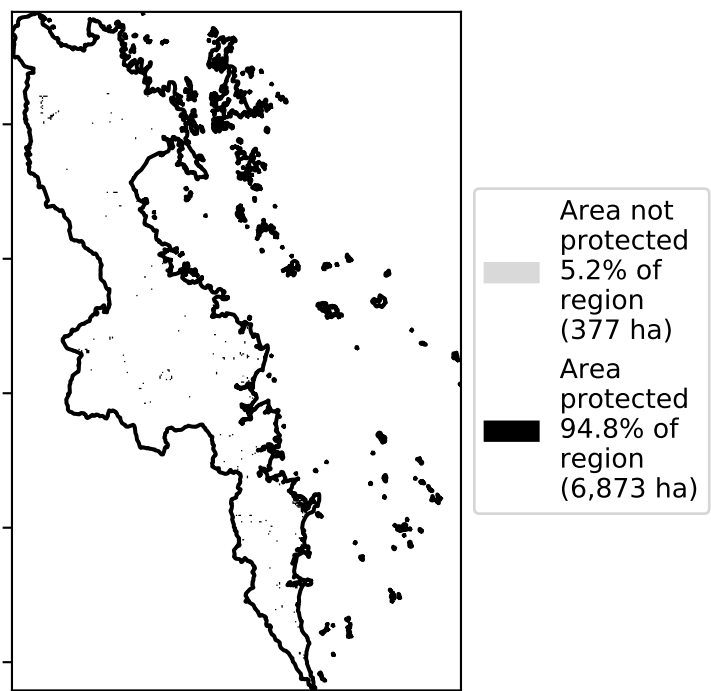 Area not
protected
5.2% of
region
(377 ha)
Area
protected
94.8% of
region
(6,873 ha)